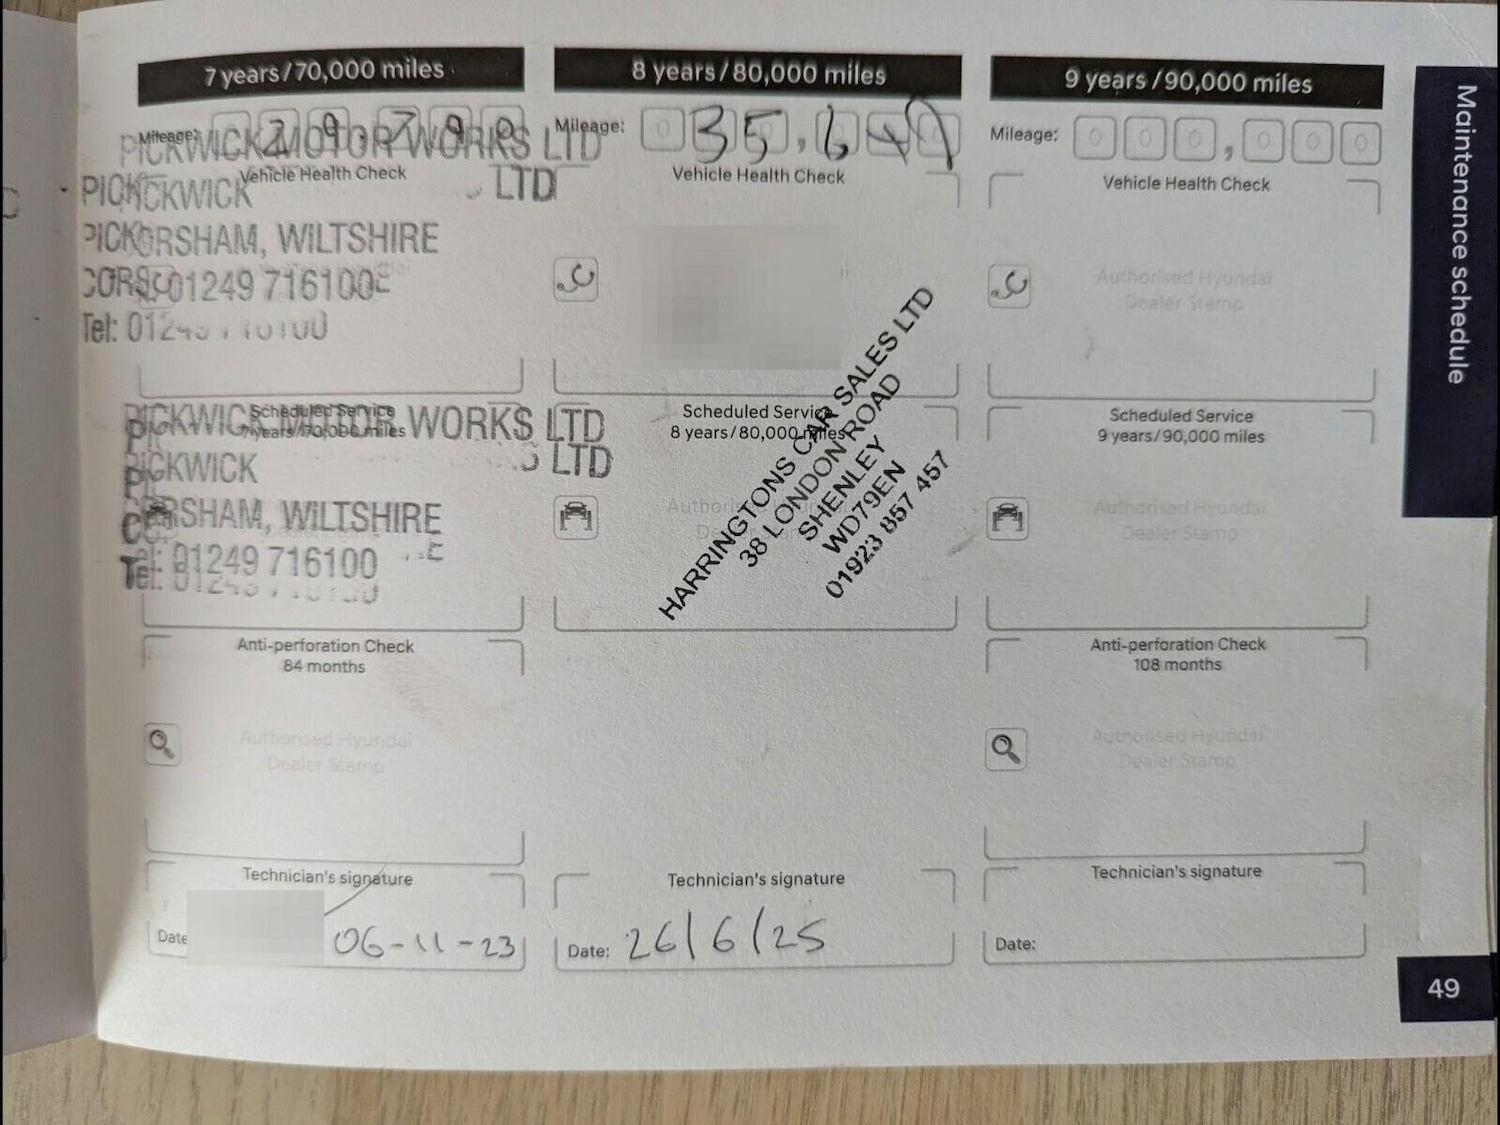 7 years/70,000 miles
Mileage: 29,790
PICKWICK MOTOR WORKS LTD
Vehicle Health Check
LTD
PICKWICK
CORSHAM, WILTSHIRE
01249 716100
Tel: 01249 716100
PICKWICK MOTOR WORKS LTD
Scheduled Service
7 years/70,000 miles
LTD
PICKWICK
CORSHAM, WILTSHIRE
Tel: 01249 716100
Anti-perforation Check
84 months
Authorised Hyundai
Dealer Stamp
Technician's signature
Date: 06-11-23
8 years/80,000 miles
Mileage: 35,649
Vehicle Health Check
Scheduled Service
8 years/80,000 miles
HARRINGTONS CAR SALES LTD
38 LONDON ROAD
SHENLEY
WD79EN
01923 857 457
Technician's signature
Date: 26/6/25
9 years/90,000 miles
Mileage: 000,000
Vehicle Health Check
Authorised Hyundai
Dealer Stamp
Scheduled Service
9 years/90,000 miles
Authorised Hyundai
Dealer Stamp
Anti-perforation Check
108 months
Authorised Hyundai
Dealer Stamp
Technician's signature
Date:
Maintenance schedule
49